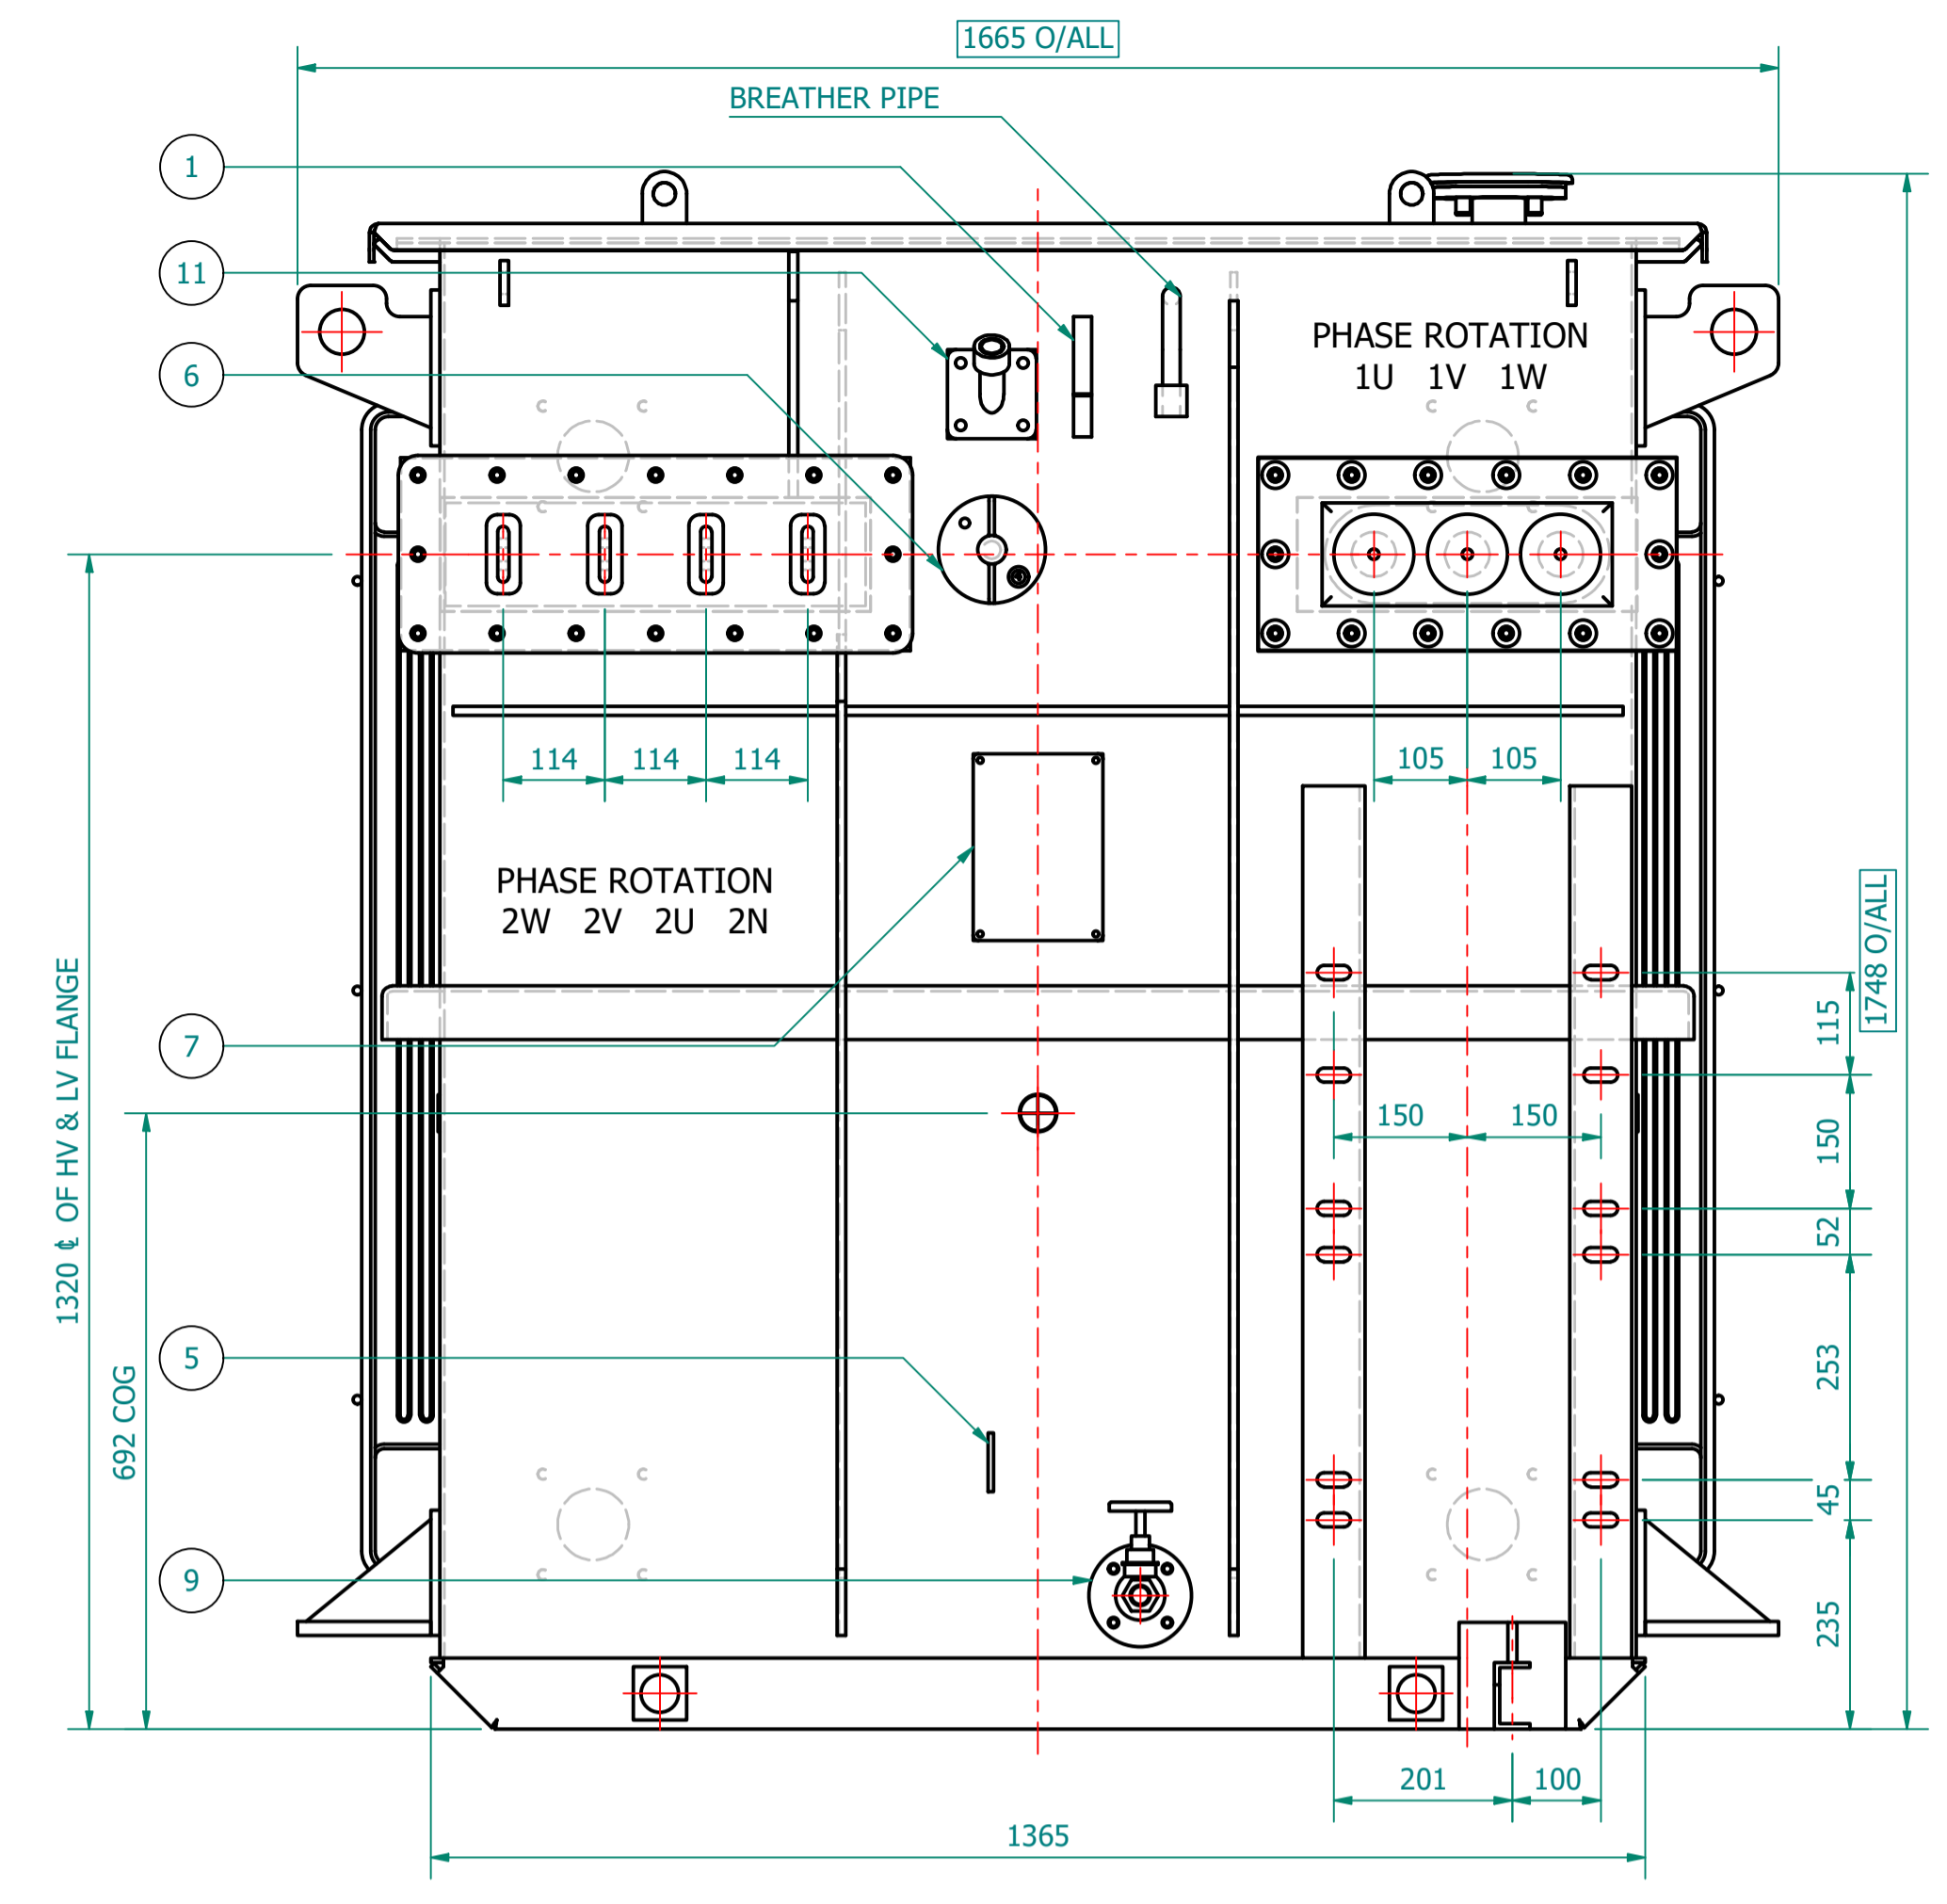 1665 O/ALL
BREATHER PIPE
1
11
6
PHASE ROTATION
1U 1V 1W
114 114 114
105 105
PHASE ROTATION
2W 2V 2U 2N
7
1320 ℄ OF HV & LV FLANGE
692 COG
1748 O/ALL
115
150 150
150
52
253
5
45
9
235
201 100
1365